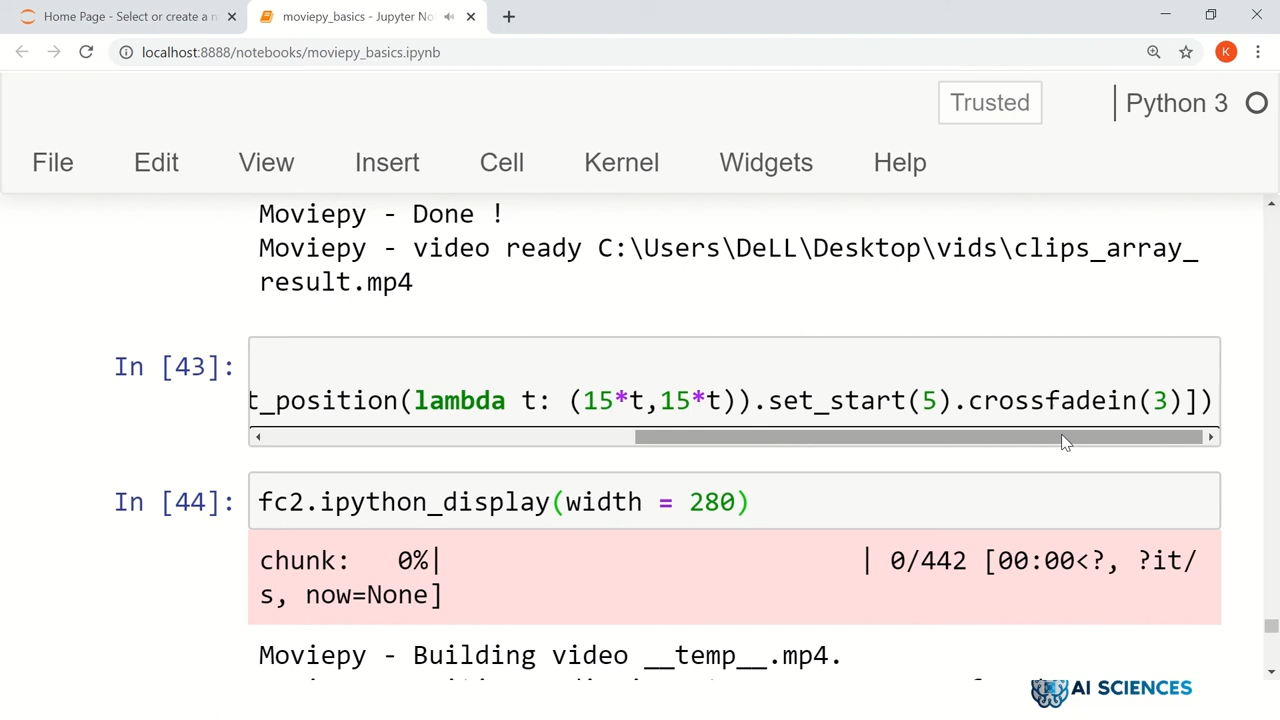 Home Page - Select or create a n
moviepy_basics - Jupyter No
localhost:8888/notebooks/moviepy_basics.ipynb
K
Trusted
Python 3
File Edit View Insert Cell Kernel Widgets Help
Moviepy - Done !
Moviepy - video ready C:\Users\DeLL\Desktop\vids\clips_array_
result.mp4
In [43]:
t_position(lambda t: (15*t,15*t)).set_start(5).crossfadein(3)])
In [44]: fc2.ipython_display(width = 280)
chunk:   0%|                            | 0/442 [00:00<?, ?it/
s, now=None]
Moviepy - Building video __temp__.mp4.
AI SCIENCES